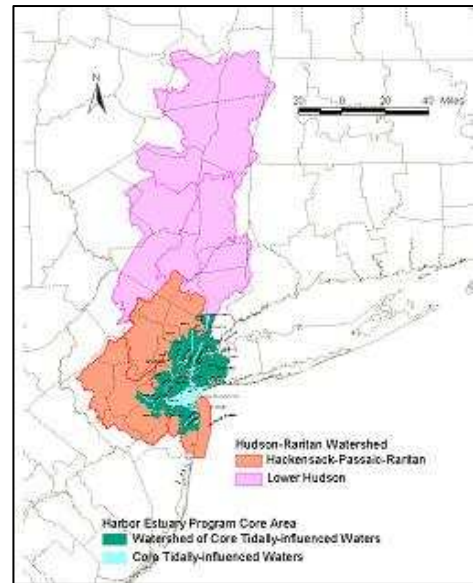 N
20 0 20 40 Miles
Hudson-Raritan Watershed
Hackensack-Passaic-Raritan
Lower Hudson
Harbor Estuary Program Core Area
Watershed of Core Tidally-influenced Waters
Core Tidally-influenced Waters